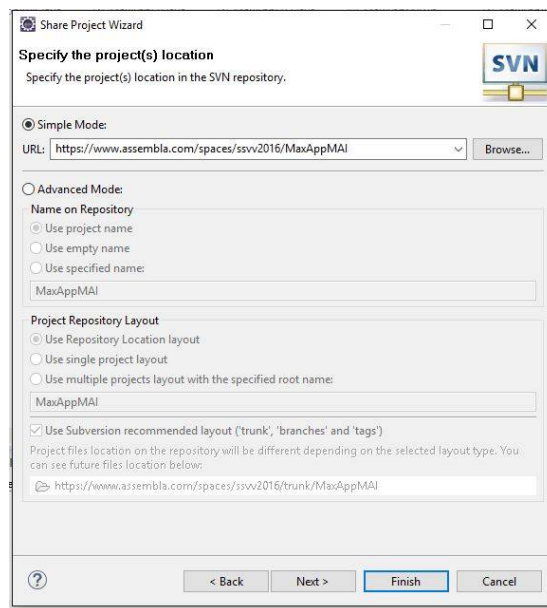 Share Project Wizard
Specify the project(s) location
Specify the project(s) location in the SVN repository.
SVN
Simple Mode:
URL: https://www.assembla.com/spaces/ssvv2016/MaxAppMAI Browse...
Advanced Mode:
Name on Repository
Use project name
Use empty name
Use specified name:
MaxAppMAI
Project Repository Layout
Use Repository Location layout
Use single project layout
Use multiple projects layout with the specified root name:
MaxAppMAI
Use Subversion recommended layout ('trunk', 'branches' and 'tags')
Project files location on the repository will be different depending on the selected layout type. You
can see future files location below:
https://www.assembla.com/spaces/ssvv2016/trunk/MaxAppMAI
? < Back Next > Finish Cancel